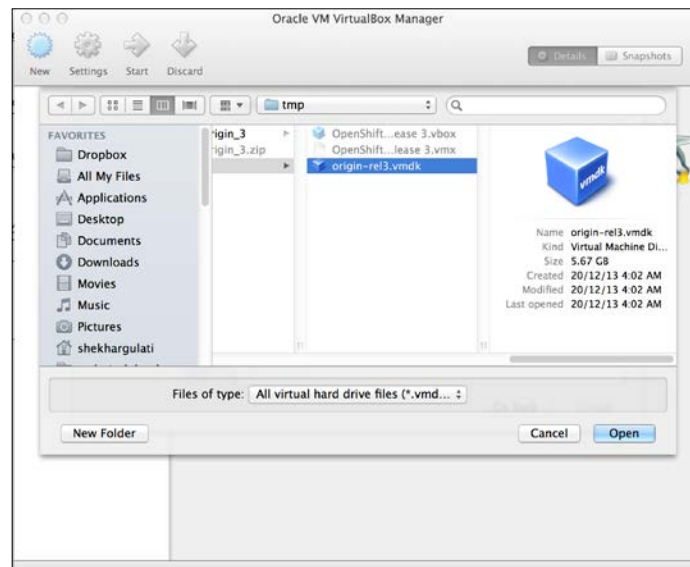 Oracle VM VirtualBox Manager
New Settings Start Discard
Details Snapshots
tmp
FAVORITES
Dropbox
All My Files
Applications
Desktop
Documents
Downloads
Movies
Music
Pictures
shekhargulati
rigin_3
rigin_3.zip
OpenShift...ease 3.vbox
OpenShift...lease 3.vmx
origin-rel3.vmdk
vmdk
Name origin-rel3.vmdk
Kind Virtual Machine Di...
Size 5.67 GB
Created 20/12/13 4:02 AM
Modified 20/12/13 4:02 AM
Last opened 20/12/13 4:02 AM
Files of type: All virtual hard drive files (*.vmd...
New Folder
Cancel Open